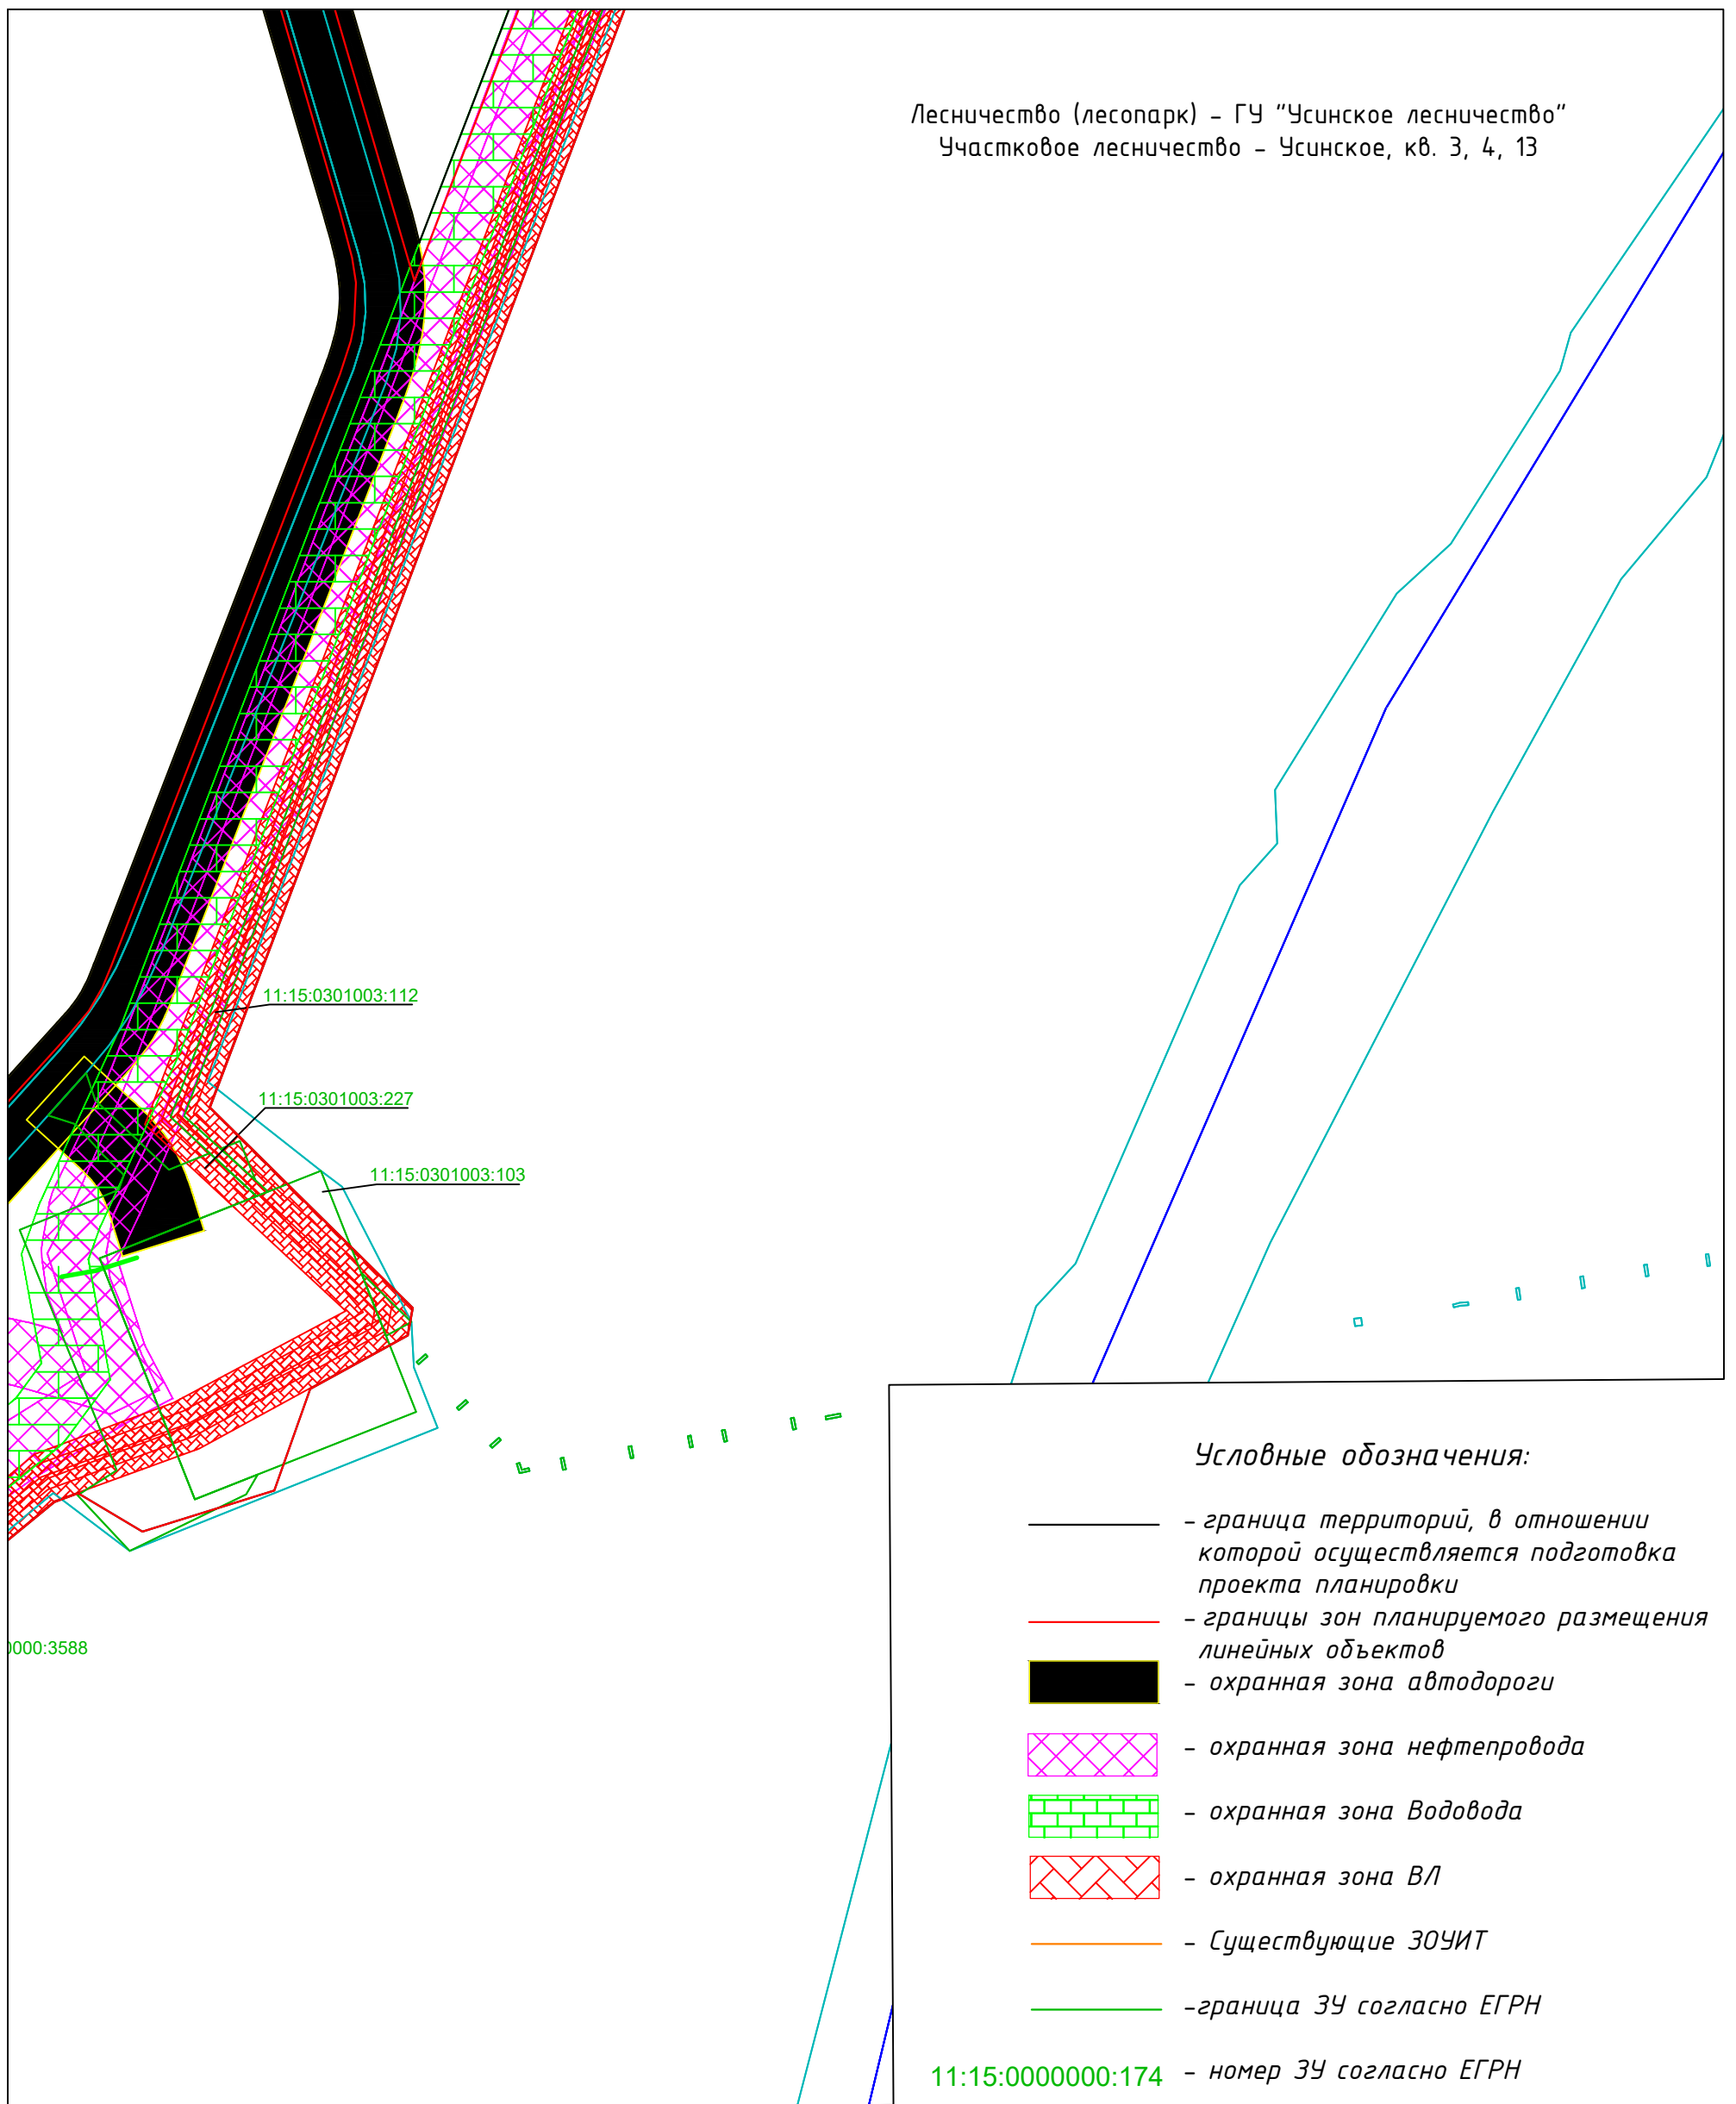 Лесничество (лесопарк) - ГУ "Усинское лесничество"
Участковое лесничество - Усинское, кв. 3, 4, 13
11:15:0301003:112
11:15:0301003:227
11:15:0301003:103
0000:3588
Условные обозначения:
- граница территорий, в отношении
которой осуществляется подготовка
проекта планировки
- границы зон планируемого размещения
линейных объектов
- охранная зона автодороги
- охранная зона нефтепровода
- охранная зона Водовода
- охранная зона ВЛ
- Существующие ЗОУИТ
-граница ЗУ согласно ЕГРН
11:15:0000000:174 - номер ЗУ согласно ЕГРН